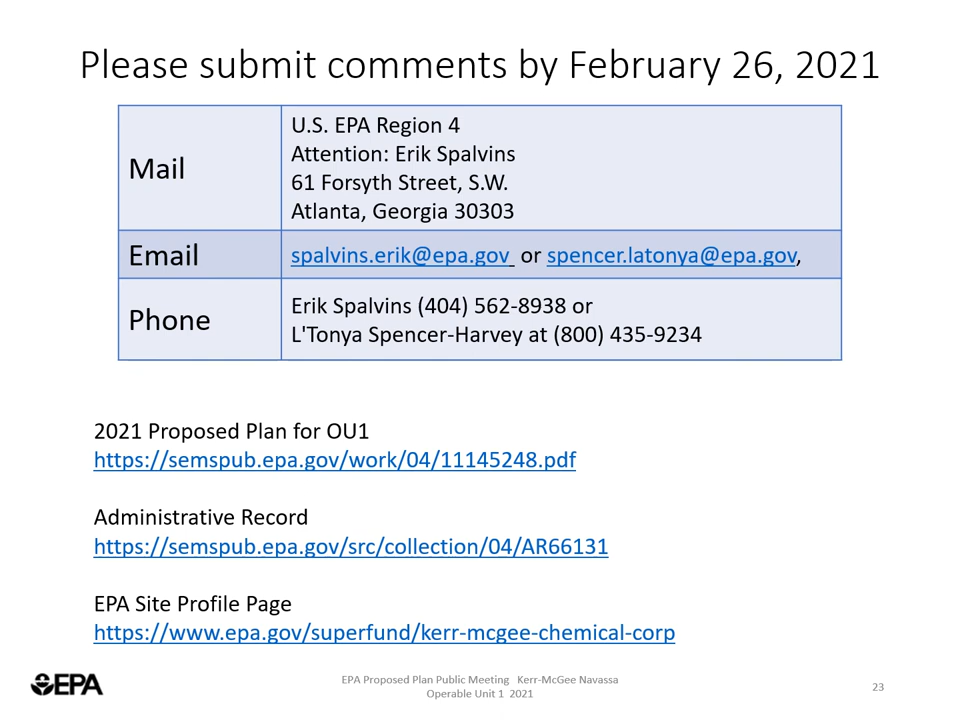 Please submit comments by February 26, 2021
Mail
U.S. EPA Region 4
Attention: Erik Spalvins
61 Forsyth Street, S.W.
Atlanta, Georgia 30303
Email
spalvins.erik@epa.gov or spencer.latonya@epa.gov,
Phone
Erik Spalvins (404) 562-8938 or
L'Tonya Spencer-Harvey at (800) 435-9234
2021 Proposed Plan for OU1
https://semspub.epa.gov/work/04/11145248.pdf
Administrative Record
https://semspub.epa.gov/src/collection/04/AR66131
EPA Site Profile Page
https://www.epa.gov/superfund/kerr-mcgee-chemical-corp
EPA
EPA Proposed Plan Public Meeting Kerr-McGee Navassa
Operable Unit 1 2021
23